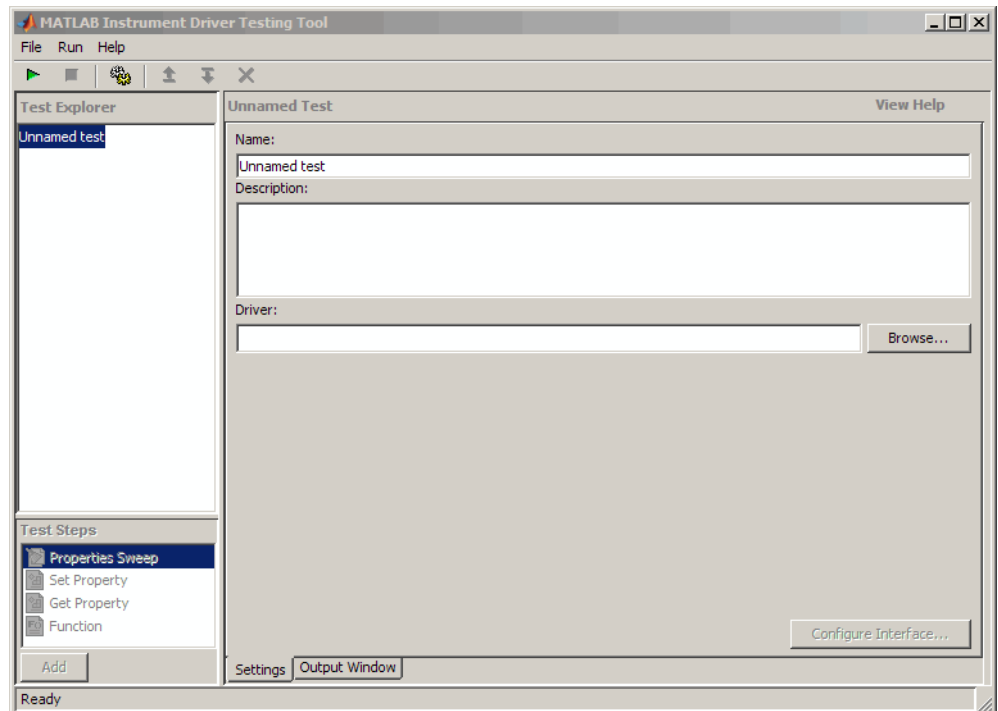 MATLAB Instrument Driver Testing Tool
File Run Help
Test Explorer
Unnamed test
Unnamed Test
View Help
Name:
Unnamed test
Description:
Driver:
Browse...
Test Steps
Properties Sweep
Set Property
Get Property
Function
Add
Configure Interface...
Settings
Output Window
Ready